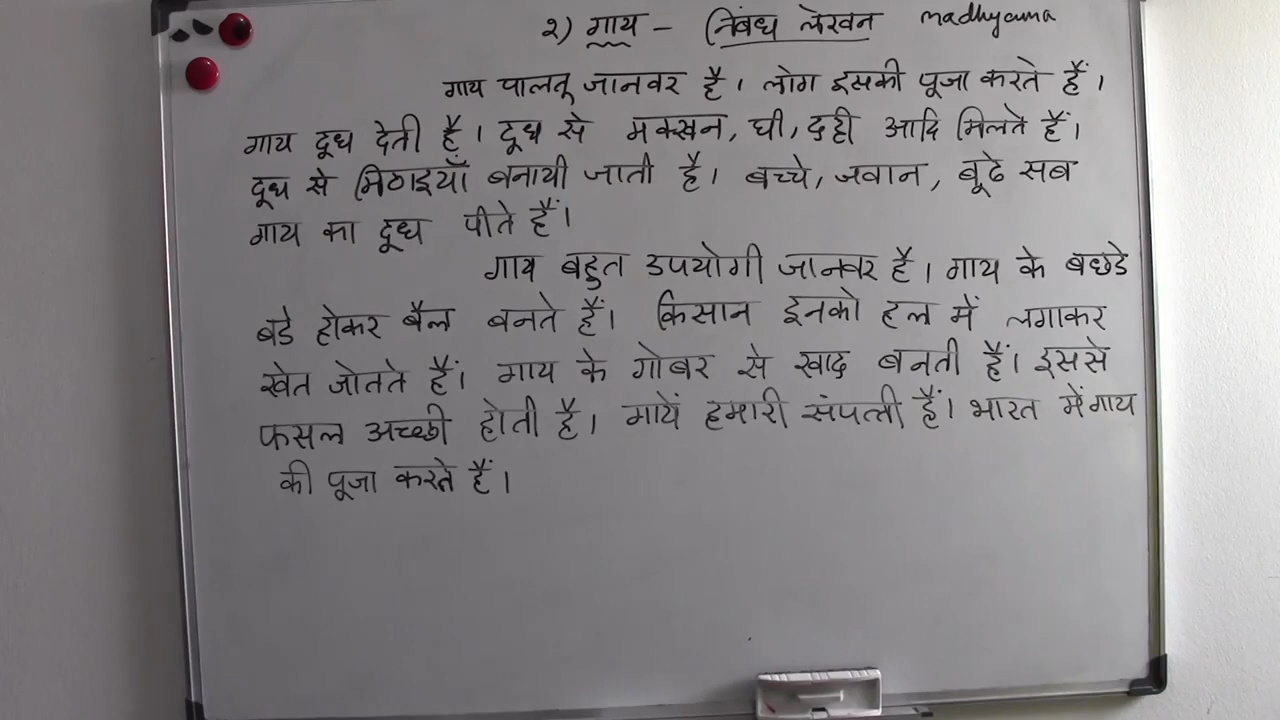 २) गाय - निबंध लेखन madhyama
गाय पालतू जानवर है। लोग इसकी पूजा करते हैं।
गाय दूध देती है। दूध से मक्खन, घी, दही आदि मिलते हैं।
दूध से मिठाइयाँ बनायी जाती है। बच्चे, जवान, बूढे सब
गाय का दूध पीते हैं।
गाय बहुत उपयोगी जानवर है। गाय के बछडे
बडे होकर बैल बनते हैं। किसान इनको हल में लगाकर
खेत जोतते हैं। गाय के गोबर से खाद बनती हैं। इससे
फसल अच्छी होती है। गायें हमारी संपत्ती हैं। भारत में गाय
की पूजा करते हैं।